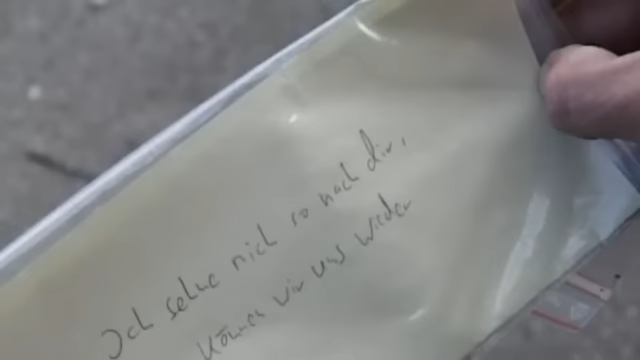 Ich sehne mich so nach dir,
können wir uns wieder